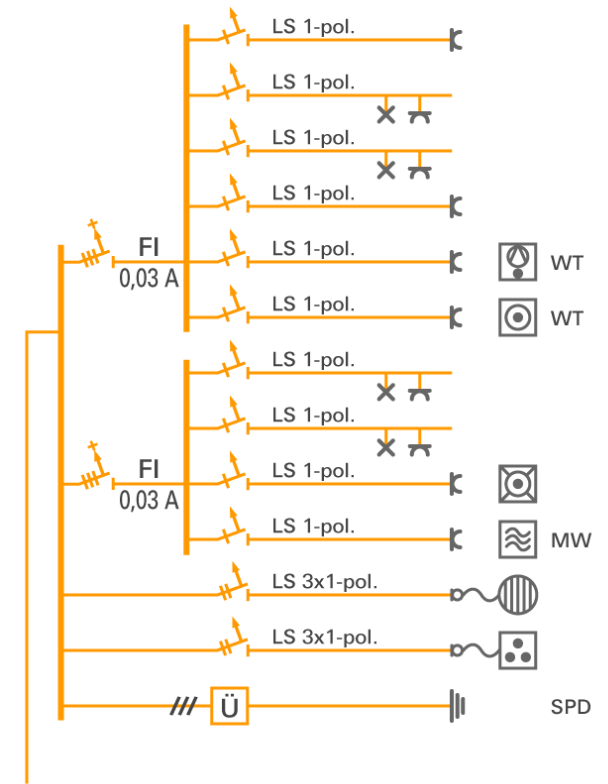 LS 1-pol.
LS 1-pol.
LS 1-pol.
LS 1-pol.
FI
0,03 A
LS 1-pol.
WT
LS 1-pol.
WT
LS 1-pol.
LS 1-pol.
FI
0,03 A
LS 1-pol.
LS 1-pol.
MW
LS 3x1-pol.
LS 3x1-pol.
Ü
SPD